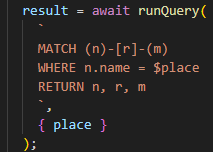 result = await runQuery(
`
MATCH (n)-[r]-(m)
WHERE n.name = $place
RETURN n, r, m
`,
{ place }
);